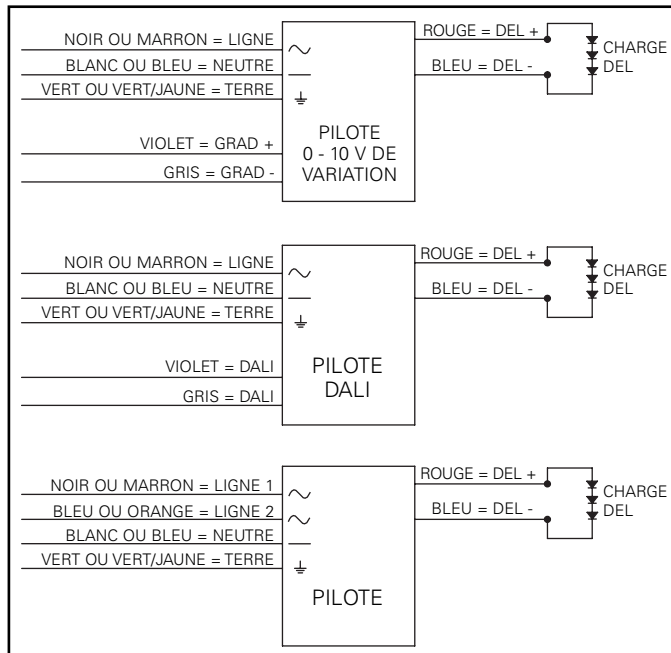 NOIR OU MARRON = LIGNE
BLANC OU BLEU = NEUTRE
VERT OU VERT/JAUNE = TERRE
VIOLET = GRAD +
GRIS = GRAD -
PILOTE
0 - 10 V DE
VARIATION
ROUGE = DEL +
BLEU = DEL -
CHARGE
DEL
NOIR OU MARRON = LIGNE
BLANC OU BLEU = NEUTRE
VERT OU VERT/JAUNE = TERRE
VIOLET = DALI
GRIS = DALI
PILOTE
DALI
ROUGE = DEL +
BLEU = DEL -
CHARGE
DEL
NOIR OU MARRON = LIGNE 1
BLEU OU ORANGE = LIGNE 2
BLANC OU BLEU = NEUTRE
VERT OU VERT/JAUNE = TERRE
PILOTE
ROUGE = DEL +
BLEU = DEL -
CHARGE
DEL